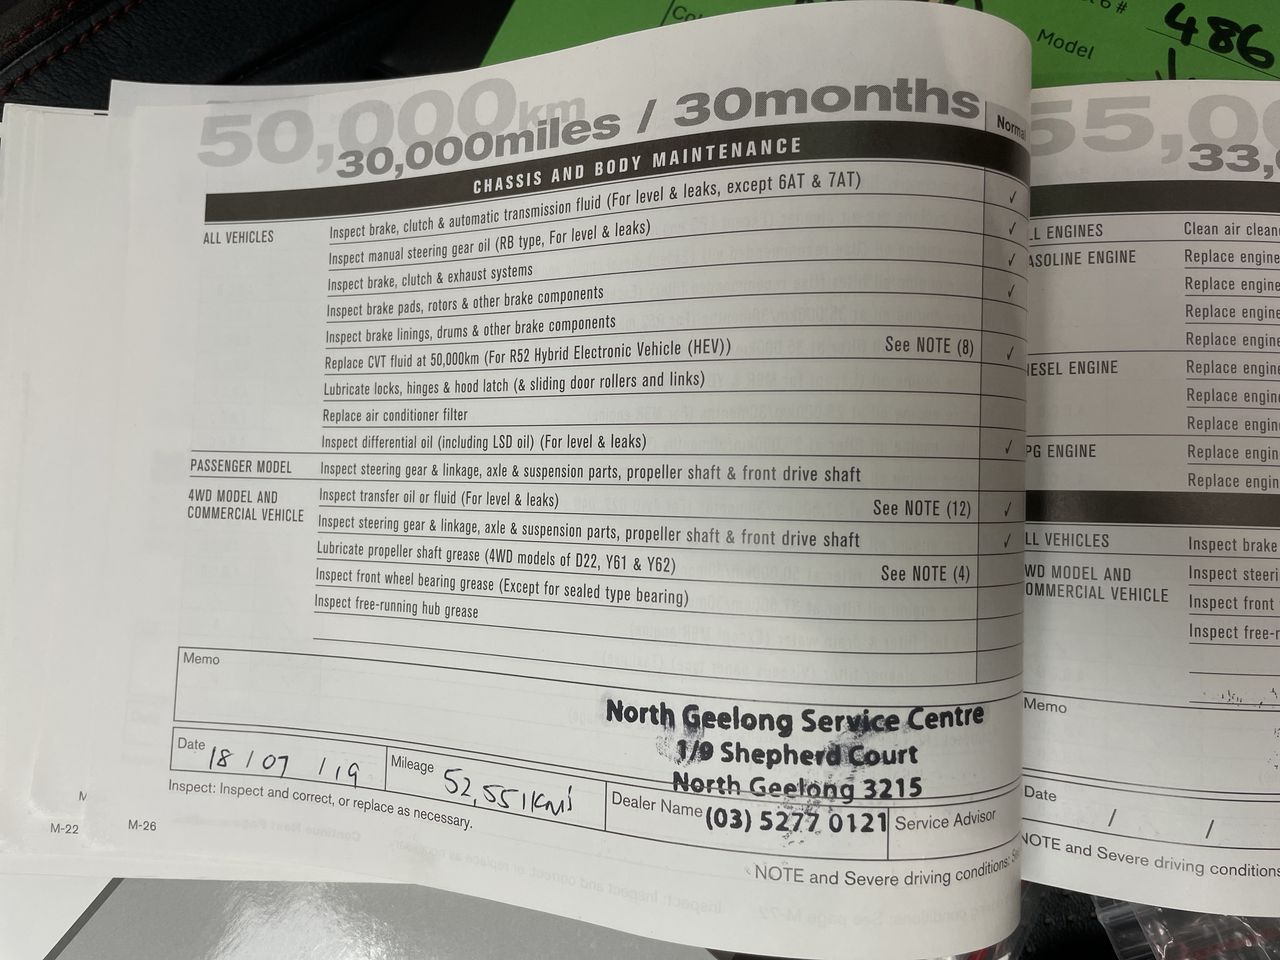 Model
486
50,000km
30,000miles / 30months
CHASSIS AND BODY MAINTENANCE
ALL VEHICLES
Inspect brake, clutch & automatic transmission fluid (For level & leaks, except 6AT & 7AT) ✓
Inspect manual steering gear oil (RB type, For level & leaks) ✓
Inspect brake, clutch & exhaust systems ✓
Inspect brake pads, rotors & other brake components ✓
Inspect brake linings, drums & other brake components
Replace CVT fluid at 50,000km (For R52 Hybrid Electronic Vehicle (HEV)) See NOTE (8) ✓
Lubricate locks, hinges & hood latch (& sliding door rollers and links)
Replace air conditioner filter
Inspect differential oil (including LSD oil) (For level & leaks) ✓
PASSENGER MODEL Inspect steering gear & linkage, axle & suspension parts, propeller shaft & front drive shaft
4WD MODEL AND
COMMERCIAL VEHICLE
Inspect transfer oil or fluid (For level & leaks) See NOTE (12) ✓
Inspect steering gear & linkage, axle & suspension parts, propeller shaft & front drive shaft ✓
Lubricate propeller shaft grease (4WD models of D22, Y61 & Y62) See NOTE (4)
Inspect front wheel bearing grease (Except for sealed type bearing)
Inspect free-running hub grease
Memo
North Geelong Service Centre
1/9 Shepherd Court
North Geelong 3215
(03) 5277 0121
Date 18 / 07 / 19
Mileage 52,551km's
Dealer Name
Service Advisor
Inspect: Inspect and correct, or replace as necessary.
NOTE and Severe driving conditions:
M-22
M-26
55,0
33,
Clean air clean
ASOLINE ENGINE Replace engine
Replace engine
Replace engine
Replace engine
IESEL ENGINE Replace engine
Replace engine
Replace engine
PG ENGINE Replace engin
Replace engin
LL VEHICLES Inspect brake
WD MODEL AND
OMMERCIAL VEHICLE
Inspect steeri
Inspect front
Inspect free-r
Memo
Date / /
NOTE and Severe driving conditions